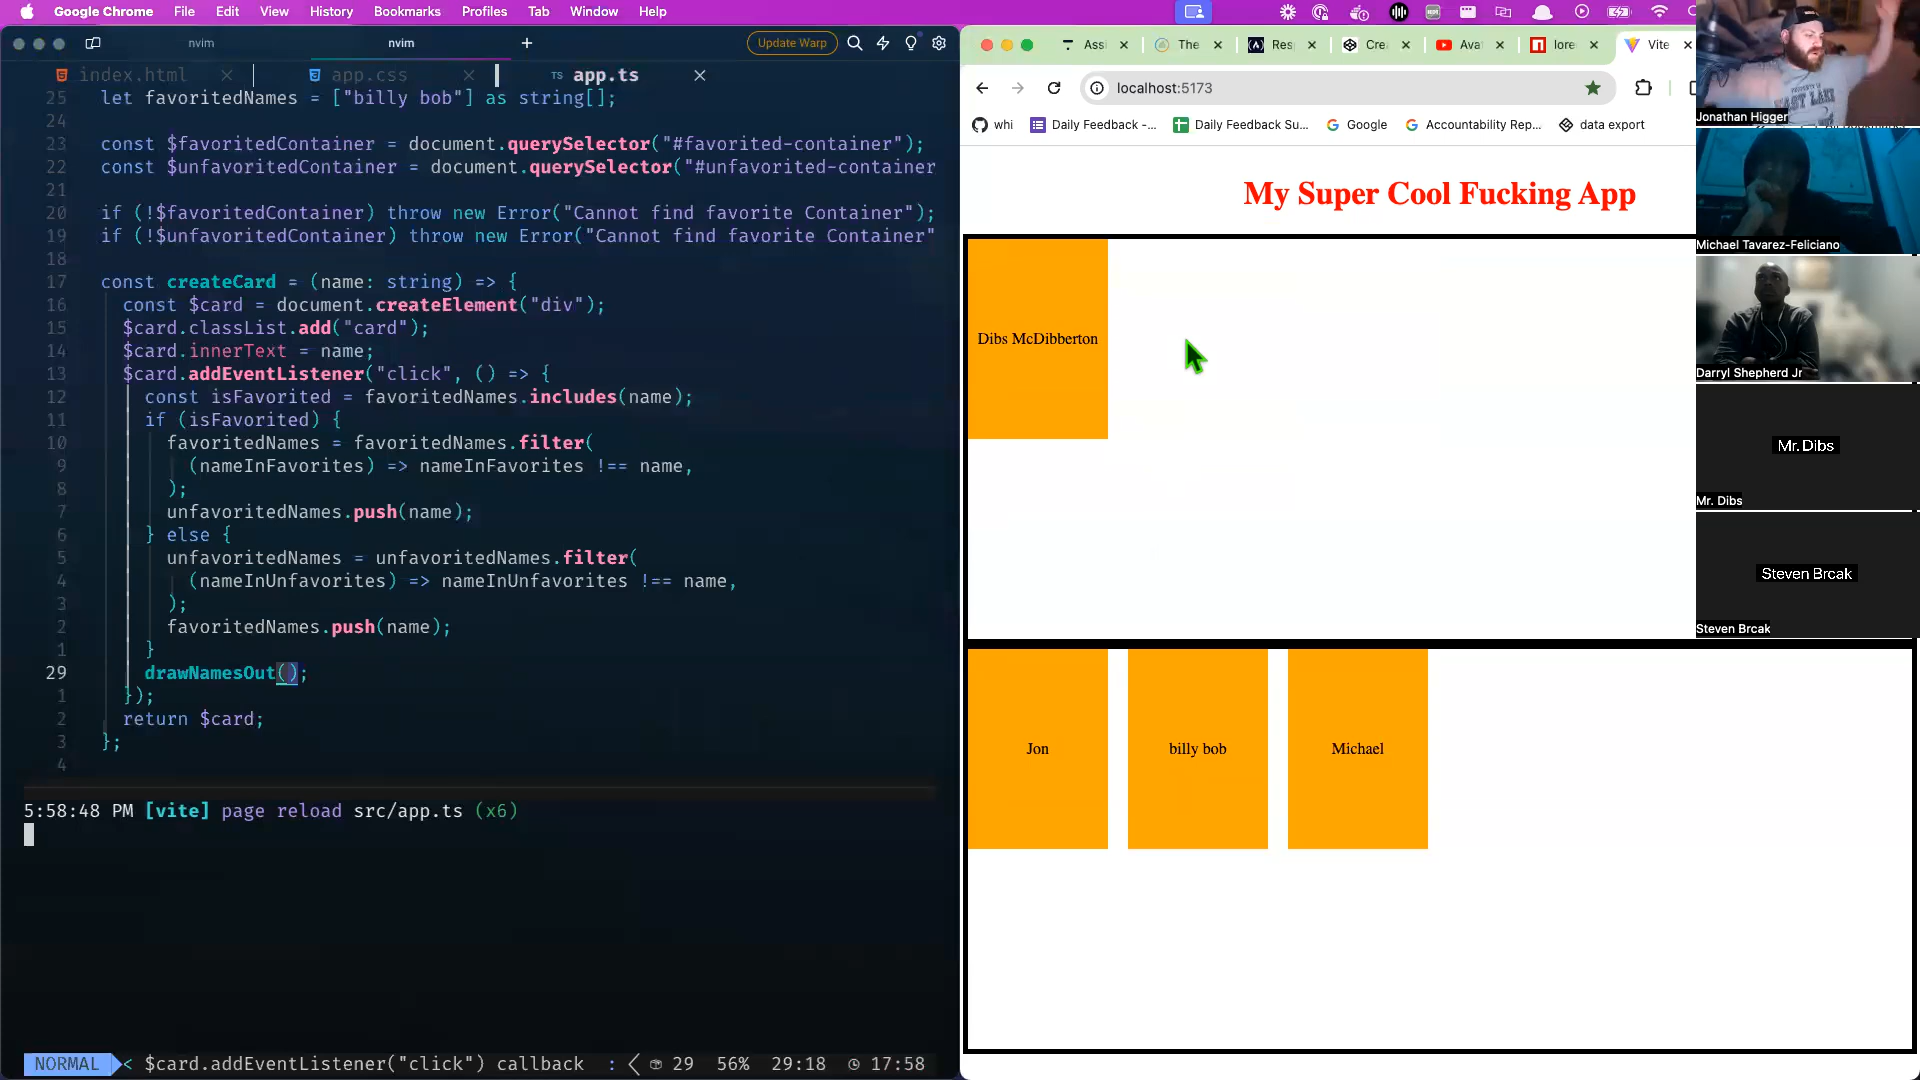 Google Chrome File Edit View History Bookmarks Profiles Tab Window Help
nvim nvim + Update Warp
index.html app.css TS app.ts
25 let favoritedNames = ["billy bob"] as string[];
24
23 const $favoritedContainer = document.querySelector("#favorited-container");
22 const $unfavoritedContainer = document.querySelector("#unfavorited-container
21
20 if (!$favoritedContainer) throw new Error("Cannot find favorite Container");
19 if (!$unfavoritedContainer) throw new Error("Cannot find favorite Container"
18
17 const createCard = (name: string) => {
16 const $card = document.createElement("div");
15 $card.classList.add("card");
14 $card.innerText = name;
13 $card.addEventListener("click", () => {
12 const isFavorited = favoritedNames.includes(name);
11 if (isFavorited) {
10 favoritedNames = favoritedNames.filter(
9 (nameInFavorites) => nameInFavorites !== name,
8 );
7 unfavoritedNames.push(name);
6 } else {
5 unfavoritedNames = unfavoritedNames.filter(
4 (nameInUnfavorites) => nameInUnfavorites !== name,
3 );
2 favoritedNames.push(name);
1 }
29 drawNamesOut();
1 });
2 return $card;
3 };
4
5:58:48 PM [vite] page reload src/app.ts (x6)
NORMAL < $card.addEventListener("click") callback : 29 56% 29:18 17:58
Assi The Res Cre Ava lore Vite
localhost:5173
whi Daily Feedback -... Daily Feedback Su... Google Accountability Rep... data export
My Super Cool Fucking App
Dibs McDibberton
Jon billy bob Michael
Jonathan Higger
Michael Tavarez-Feliciano
Darryl Shepherd Jr
Mr. Dibs
Mr. Dibs
Steven Brcak
Steven Brcak